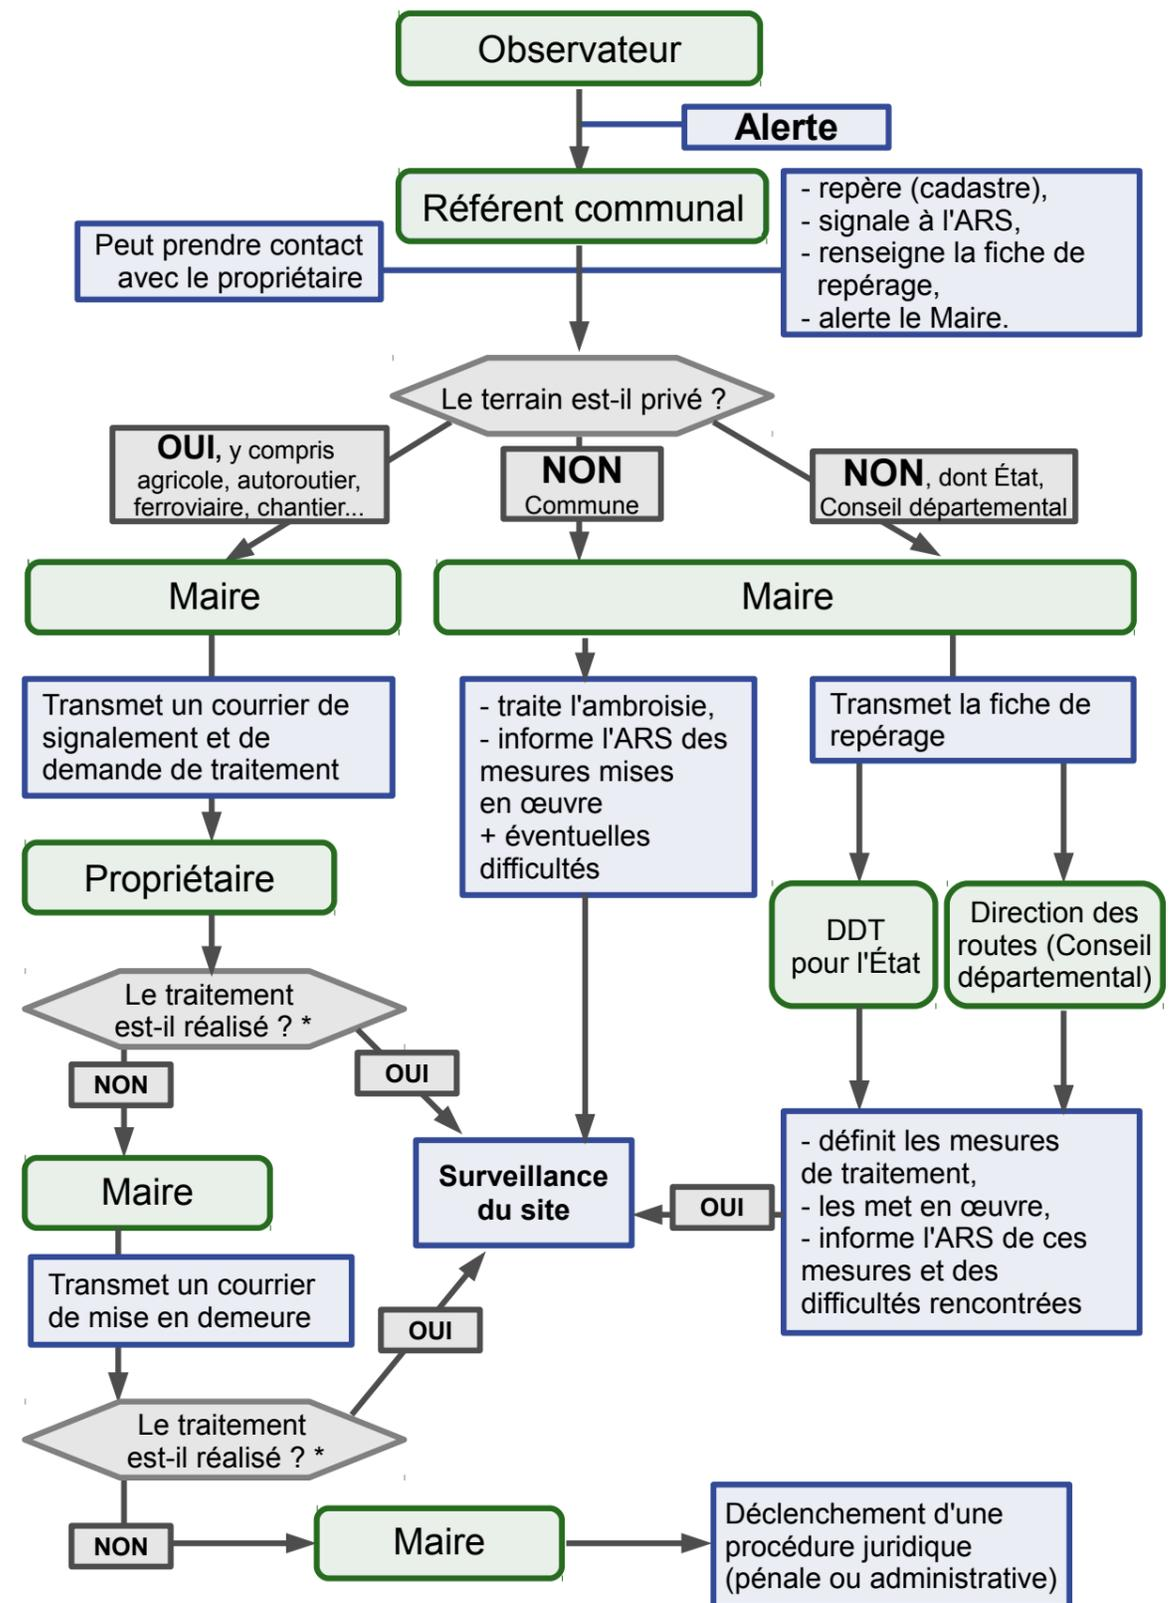 Observateur
Alerte
Référent communal
Peut prendre contact
avec le propriétaire
- repère (cadastre),
- signale à l'ARS,
- renseigne la fiche de
repérage,
- alerte le Maire.
Le terrain est-il privé ?
OUI, y compris
agricole, autoroutier,
ferroviaire, chantier...
NON
Commune
NON, dont État,
Conseil départemental
Maire
Maire
Transmet un courrier de
signalement et de
demande de traitement
- traite l'ambroisie,
- informe l'ARS des
mesures mises
en œuvre
+ éventuelles
difficultés
Transmet la fiche de
repérage
Propriétaire
DDT
pour l'État
Direction des
routes (Conseil
départemental)
Le traitement
est-il réalisé ? *
NON
OUI
Maire
Surveillance
du site
OUI
- définit les mesures
de traitement,
- les met en œuvre,
- informe l'ARS de ces
mesures et des
difficultés rencontrées
Transmet un courrier
de mise en demeure
OUI
Le traitement
est-il réalisé ? *
NON
Maire
Déclenchement d'une
procédure juridique
(pénale ou administrative)